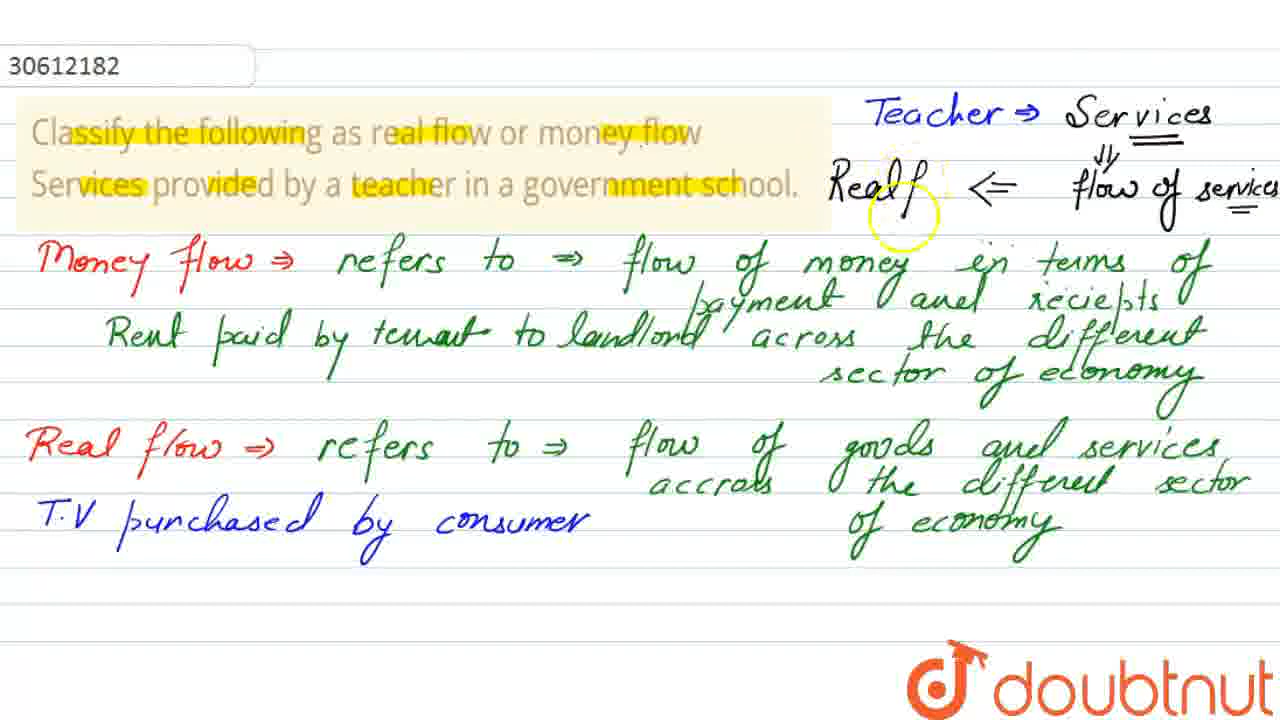 30612182
Classify the following as real flow or money flow
Services provided by a teacher in a government school.
Teacher ⇒ Services
⇓
Real f <= flow of services
Money flow ⇒ refers to ⇒ flow of money in terms of
payment and reciepts
Rent paid by tenant to landlord across the different
sector of economy
Real flow ⇒ refers to ⇒ flow of goods and services
accross the different sector
T.V purchased by consumer of economy
doubtnut